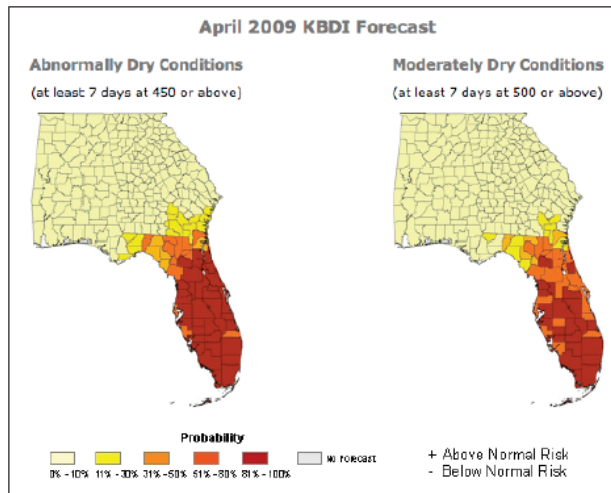 April 2009 KBDI Forecast
Abnormally Dry Conditions
(at least 7 days at 450 or above)
Moderately Dry Conditions
(at least 7 days at 500 or above)
Probability
0% -10% 11% -30% 31% -50% 51% -80% 81% -100% No Forecast
+ Above Normal Risk
- Below Normal Risk